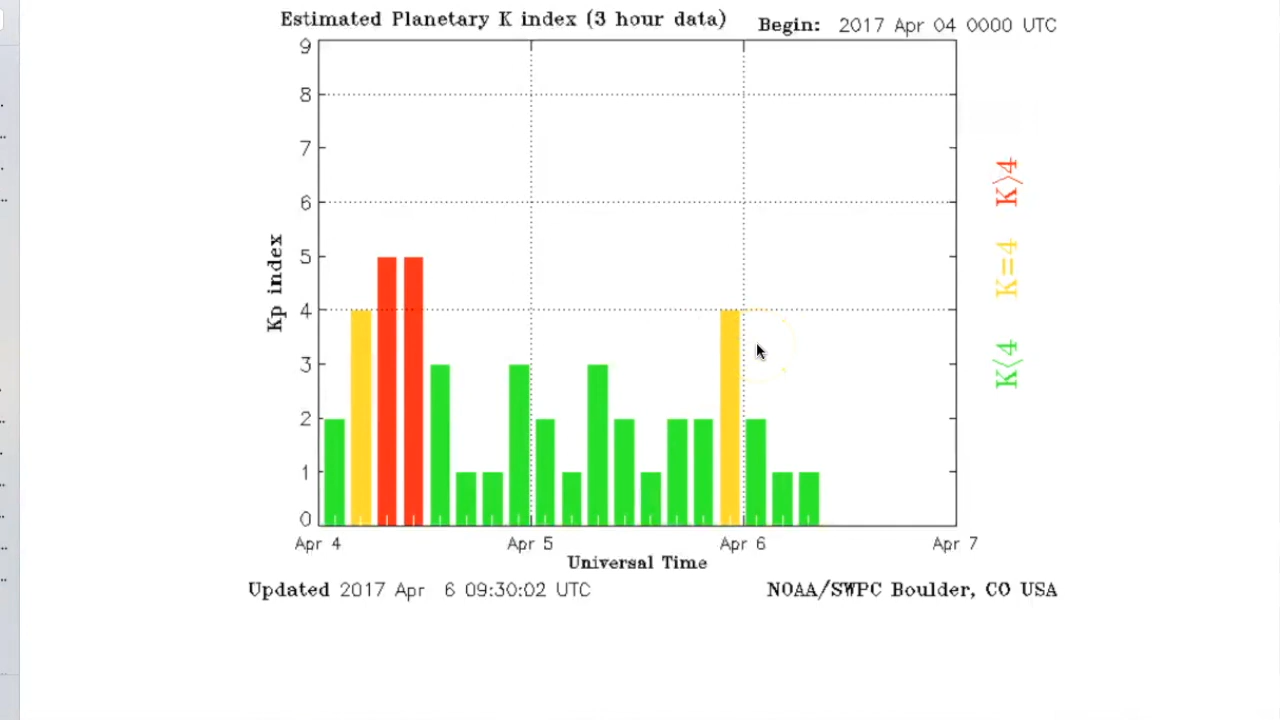 Estimated Planetary K index (3 hour data)
Begin: 2017 Apr 04 0000 UTC
9
8
7
6
5
4
3
2
1
0
Kp index
K>4
K=4
K<4
Apr 4
Apr 5
Apr 6
Apr 7
Universal Time
Updated 2017 Apr 6 09:30:02 UTC
NOAA/SWPC Boulder, CO USA